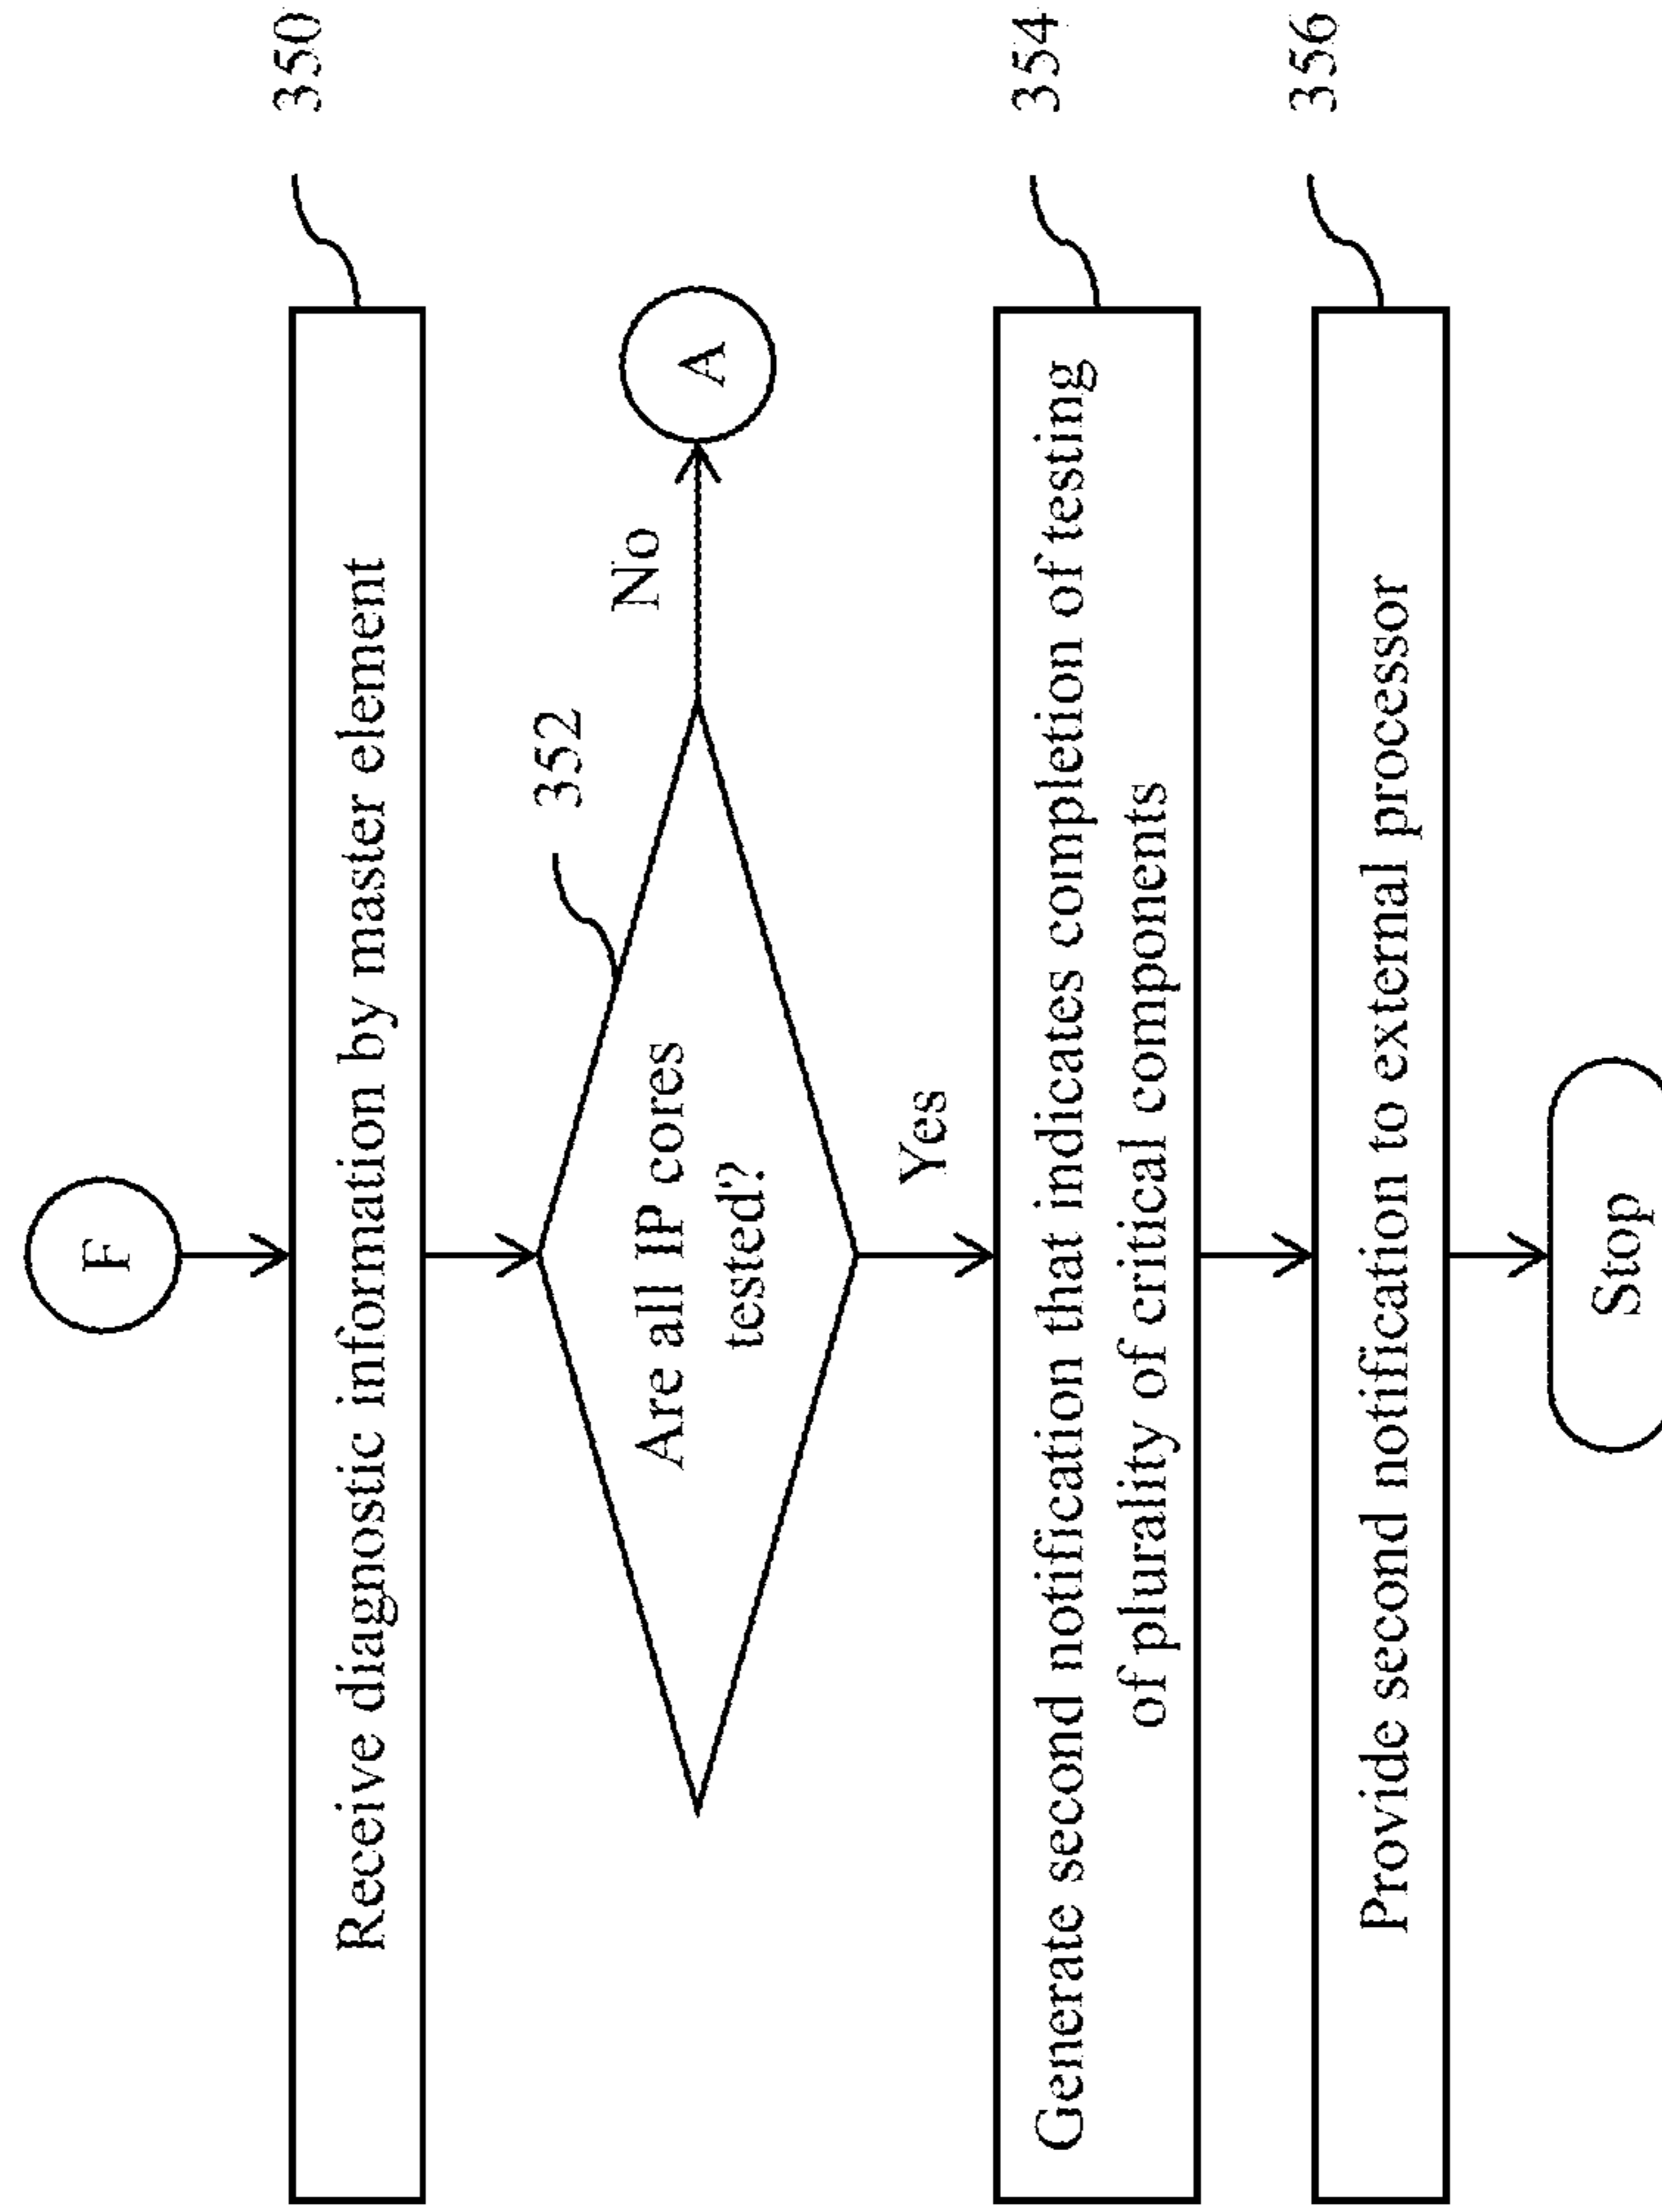 F
350
Receive diagnostic information by master element
352
Are all IP cores
tested?
No
A
Yes
354
Generate second notification that indicates completion of testing
of plurality of critical components
356
Provide second notification to external processor
Stop